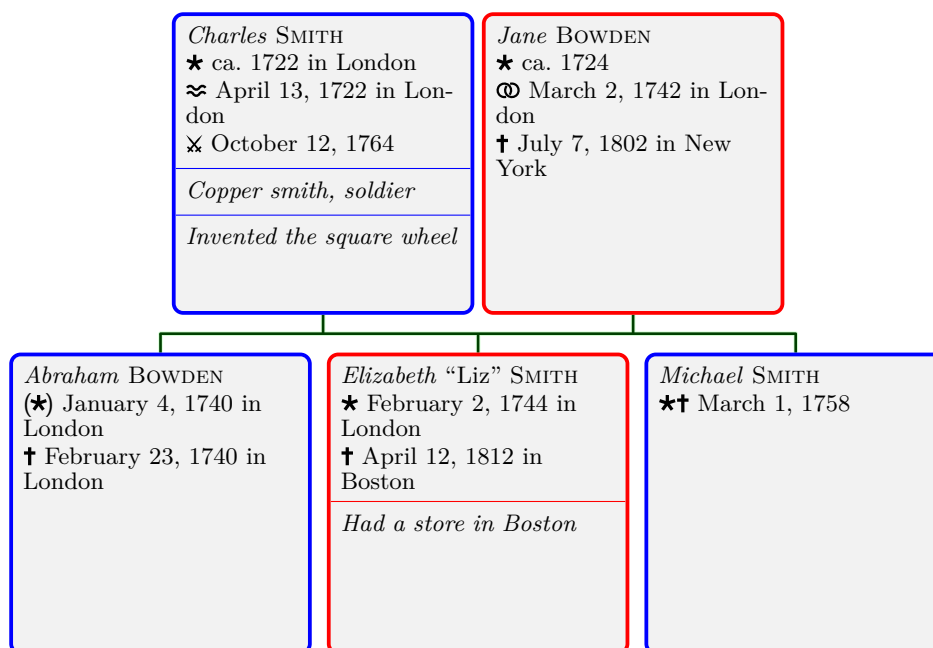 Charles SMITH
★ ca. 1722 in London
≈ April 13, 1722 in Lon-
don
⚔ October 12, 1764
Copper smith, soldier
Invented the square wheel
Jane BOWDEN
★ ca. 1724
⚭ March 2, 1742 in Lon-
don
† July 7, 1802 in New
York
Abraham BOWDEN
(★) January 4, 1740 in
London
† February 23, 1740 in
London
Elizabeth “Liz” SMITH
★ February 2, 1744 in
London
† April 12, 1812 in
Boston
Had a store in Boston
Michael SMITH
★† March 1, 1758